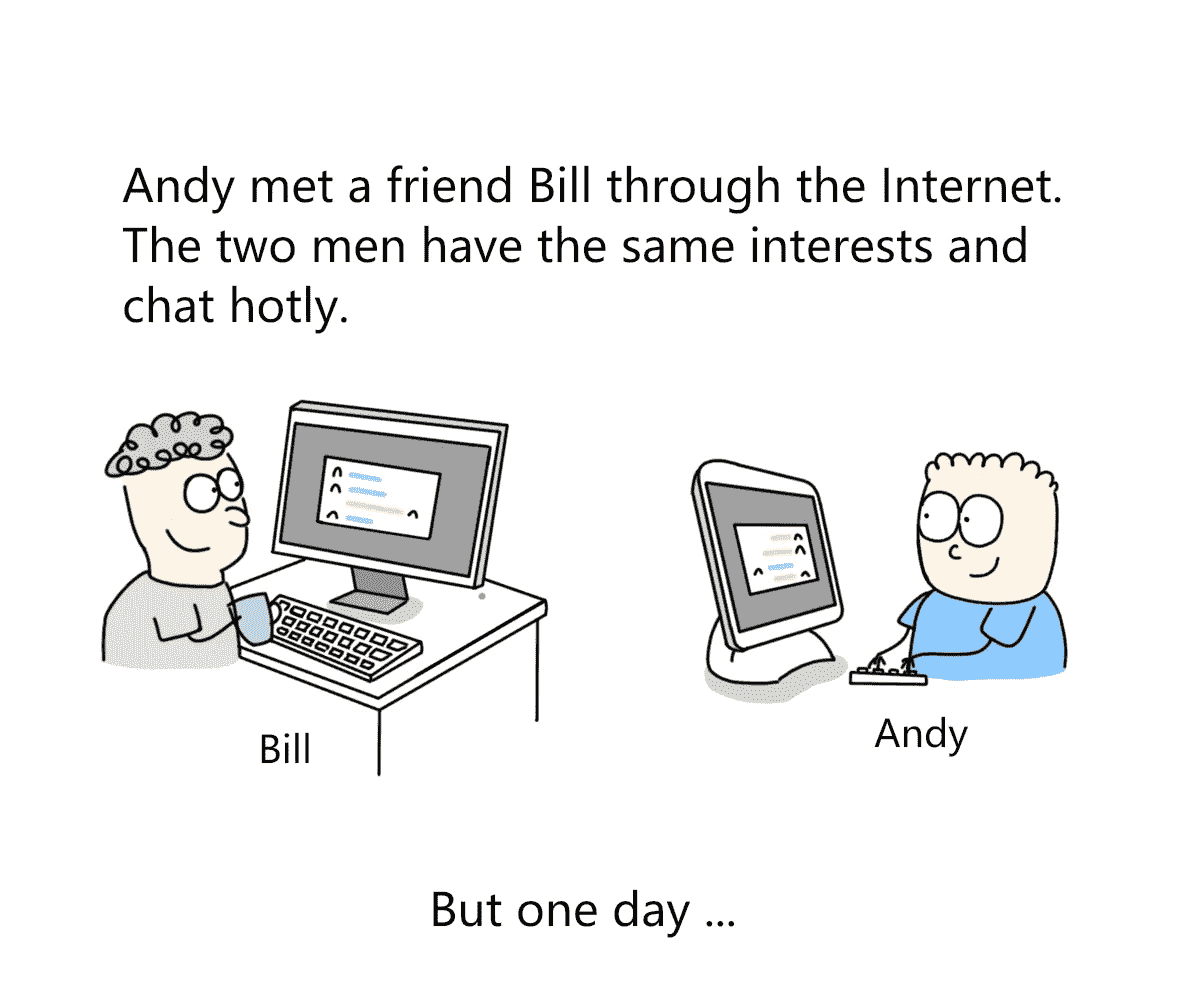 Andy met a friend Bill through the Internet.
The two men have the same interests and
chat hotly.
Bill
Andy
But one day ...